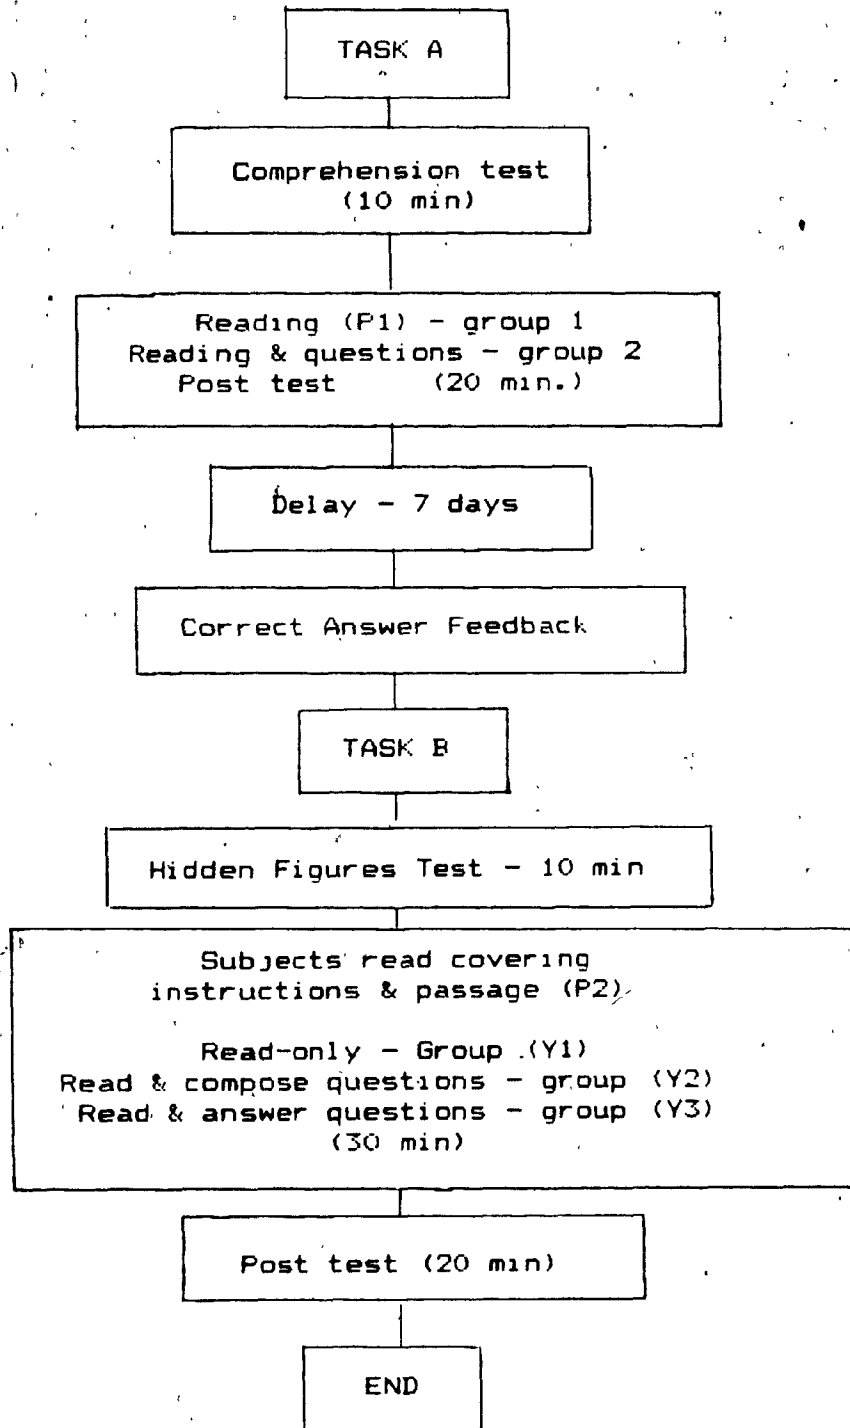 TASK A
Comprehension test
(10 min)
Reading (P1) - group 1
Reading & questions - group 2
Post test (20 min.)
Delay - 7 days
Correct Answer Feedback
TASK B
Hidden Figures Test - 10 min
Subjects read covering
instructions & passage (P2)
Read-only - Group (Y1)
Read & compose questions - group (Y2)
Read & answer questions - group (Y3)
(30 min)
Post test (20 min)
END